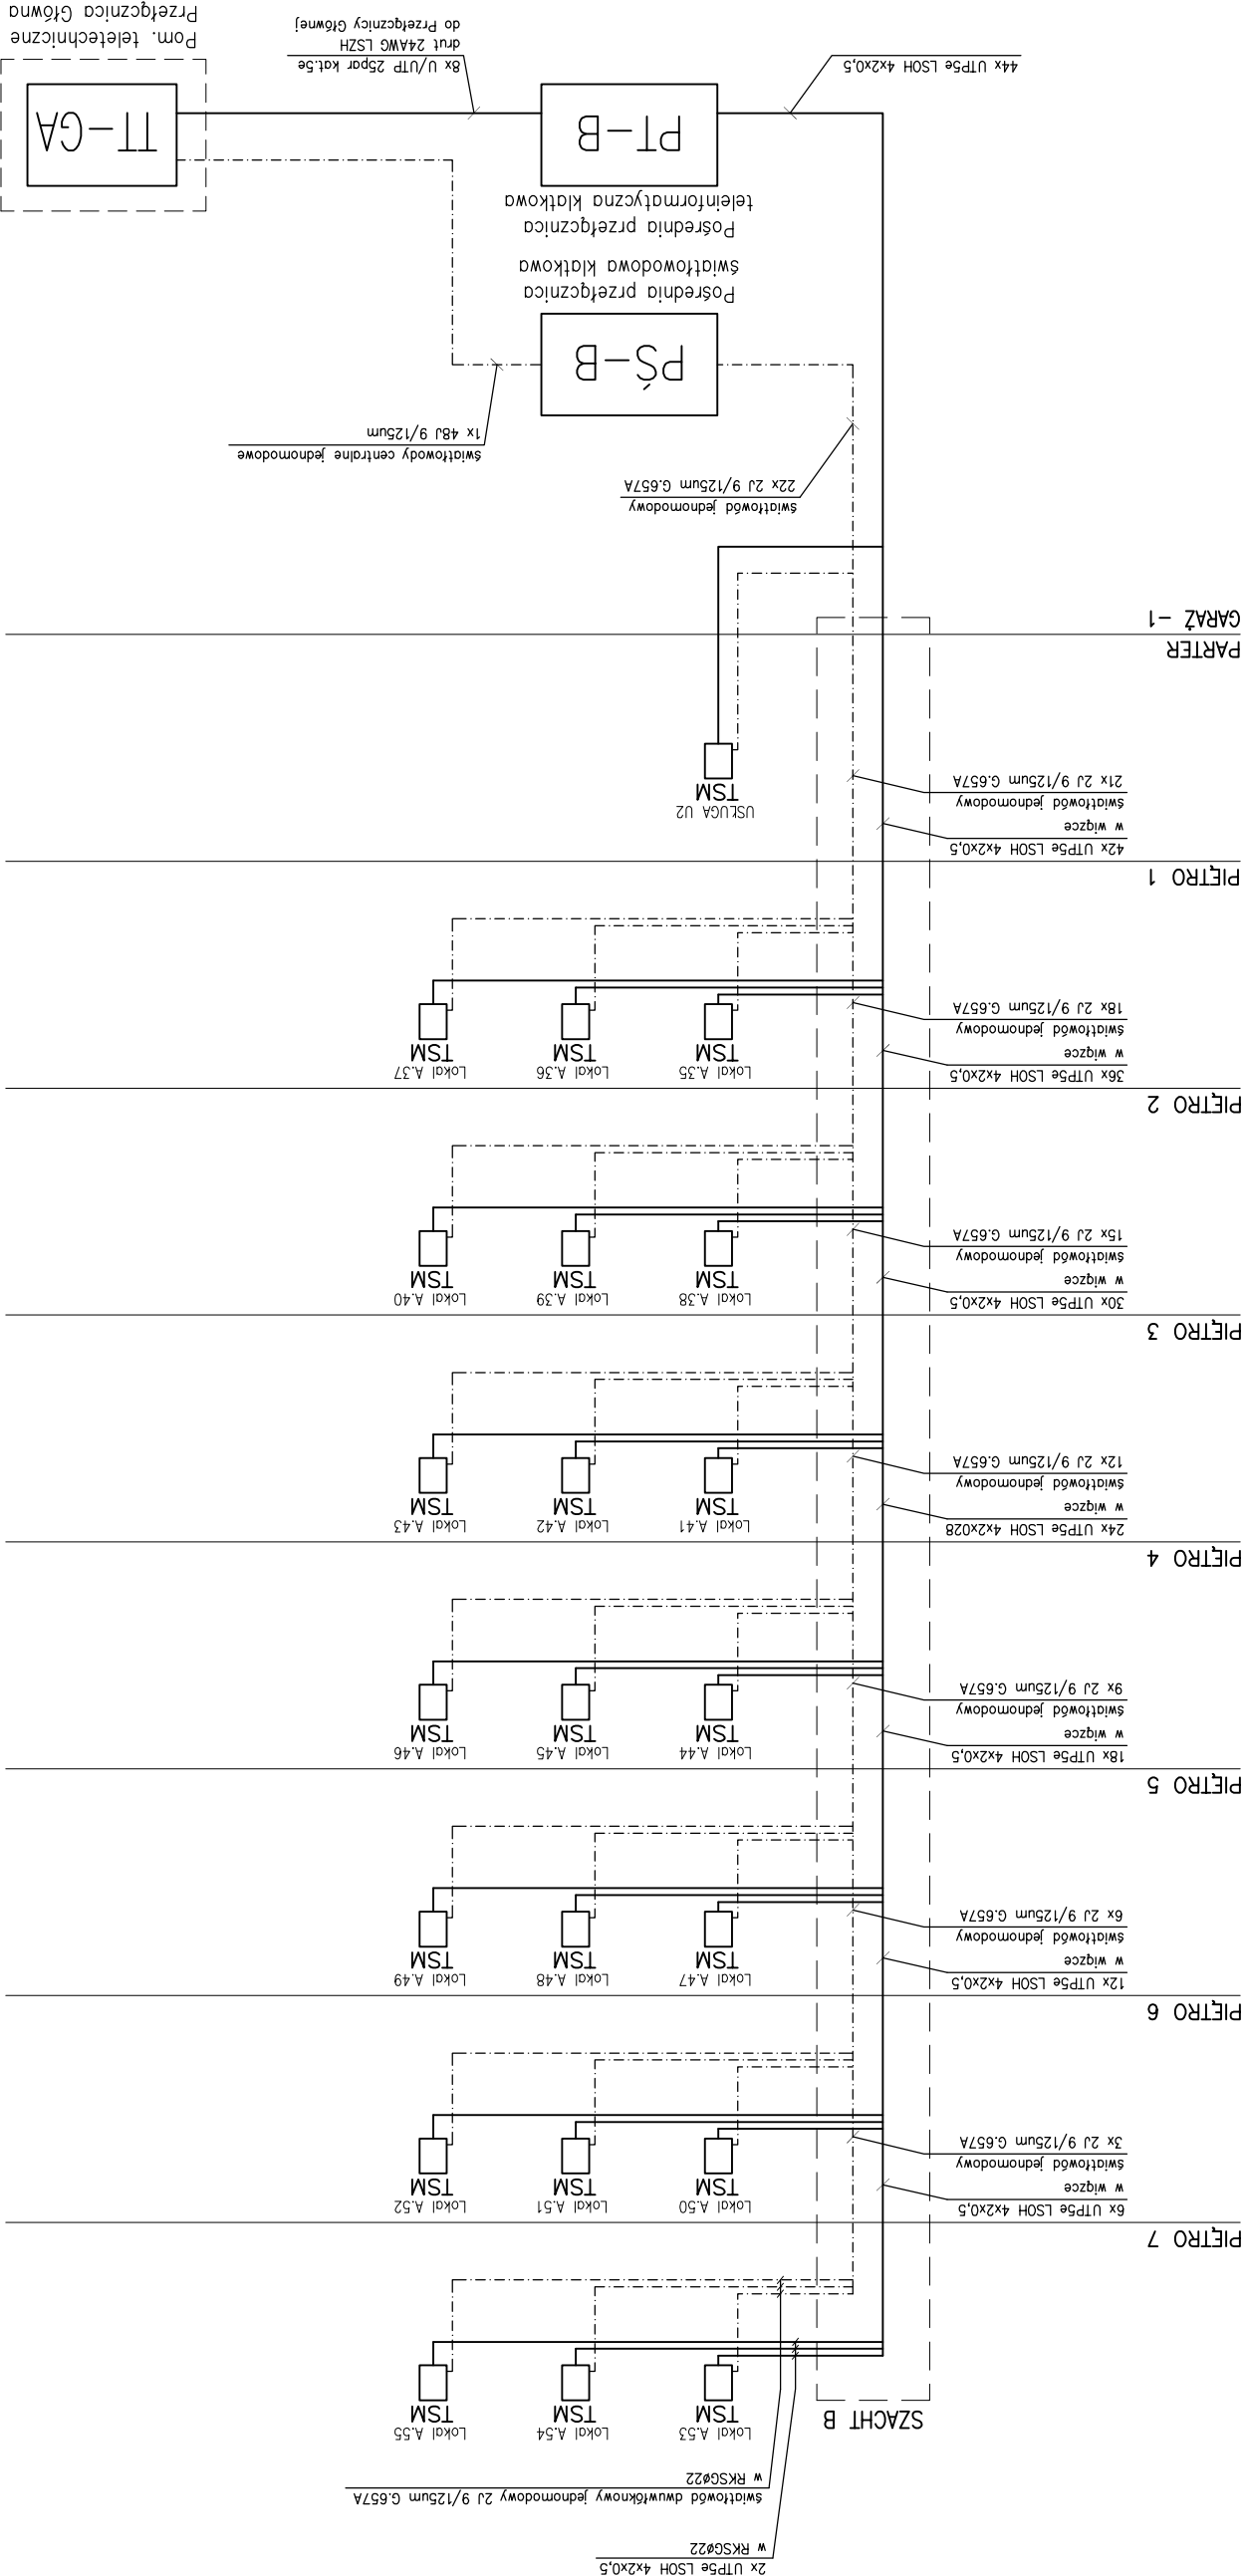 2x UTP5e LSOH 4x2x0,5
w RKSGø22
światłowód dwuwłóknowy jednomodowy 2J 9/125um G.657A
w RKSGø22
SZACHT B
Lokal A.53
TSM
Lokal A.54
TSM
Lokal A.55
TSM
PIĘTRO 7
6x UTP5e LSOH 4x2x0,5
w wiązce
światłowód jednomodowy
3x 2J 9/125um G.657A
Lokal A.50
TSM
Lokal A.51
TSM
Lokal A.52
TSM
PIĘTRO 6
12x UTP5e LSOH 4x2x0,5
w wiązce
światłowód jednomodowy
6x 2J 9/125um G.657A
Lokal A.47
TSM
Lokal A.48
TSM
Lokal A.49
TSM
PIĘTRO 5
18x UTP5e LSOH 4x2x0,5
w wiązce
światłowód jednomodowy
9x 2J 9/125um G.657A
Lokal A.44
TSM
Lokal A.45
TSM
Lokal A.46
TSM
PIĘTRO 4
24x UTP5e LSOH 4x2x028
w wiązce
światłowód jednomodowy
12x 2J 9/125um G.657A
Lokal A.41
TSM
Lokal A.42
TSM
Lokal A.43
TSM
PIĘTRO 3
30x UTP5e LSOH 4x2x0,5
w wiązce
światłowód jednomodowy
15x 2J 9/125um G.657A
Lokal A.38
TSM
Lokal A.39
TSM
Lokal A.40
TSM
PIĘTRO 2
36x UTP5e LSOH 4x2x0,5
w wiązce
światłowód jednomodowy
18x 2J 9/125um G.657A
Lokal A.35
TSM
Lokal A.36
TSM
Lokal A.37
TSM
PIĘTRO 1
42x UTP5e LSOH 4x2x0,5
w wiązce
światłowód jednomodowy
21x 2J 9/125um G.657A
USŁUGA U2
TSM
PARTER
GARAŻ -1
światłowód jednomodowy
22x 2J 9/125um G.657A
światłowody centralne jednomodowe
1x 48J 9/125um
PŚ-B
Pośrednia przełącznica
światłowodowa klatkowa
Pośrednia przełącznica
teleinformatyczna klatkowa
PT-B
TT-GA
44x UTP5e LSOH 4x2x0,5
8x U/UTP 25par kat.5e
drut 24AWG LSZH
do Przełącznicy Głównej
Pom. teletechniczne
Przełącznica Główna